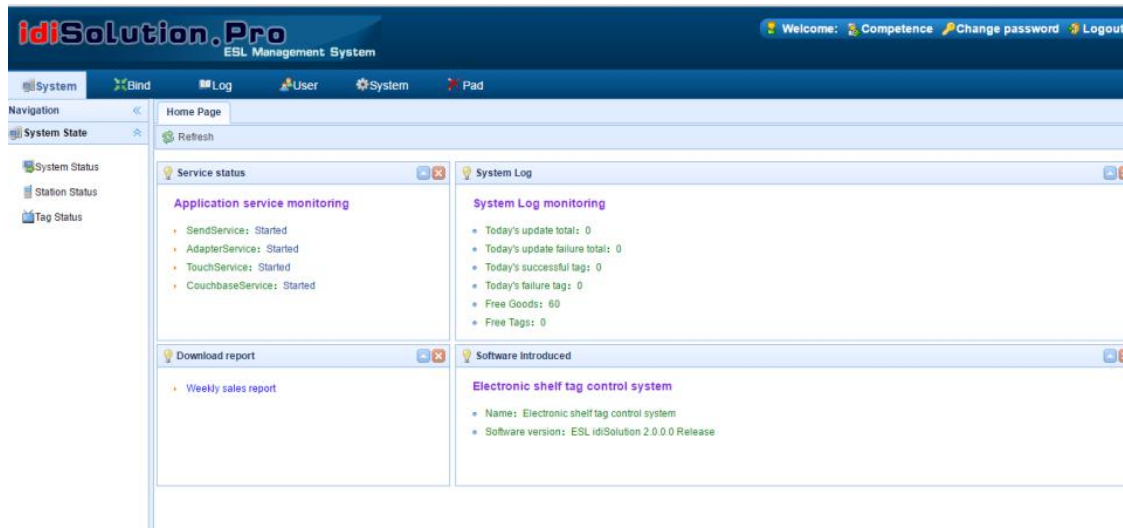 idiSolution.Pro
ESL Management System
Welcome: Competence Change password Logout
System Bind Log User System Pad
Navigation
System State
System Status
Station Status
Tag Status
Home Page
Refresh
Service status
Application service monitoring
SendService: Started
AdapterService: Started
TouchService: Started
CouchbaseService: Started
System Log
System Log monitoring
Today's update total: 0
Today's update failure total: 0
Today's successful tag: 0
Today's failure tag: 0
Free Goods: 60
Free Tags: 0
Download report
Weekly sales report
Software Introduced
Electronic shelf tag control system
Name: Electronic shelf tag control system
Software version: ESL idiSolution 2.0.0.0 Release